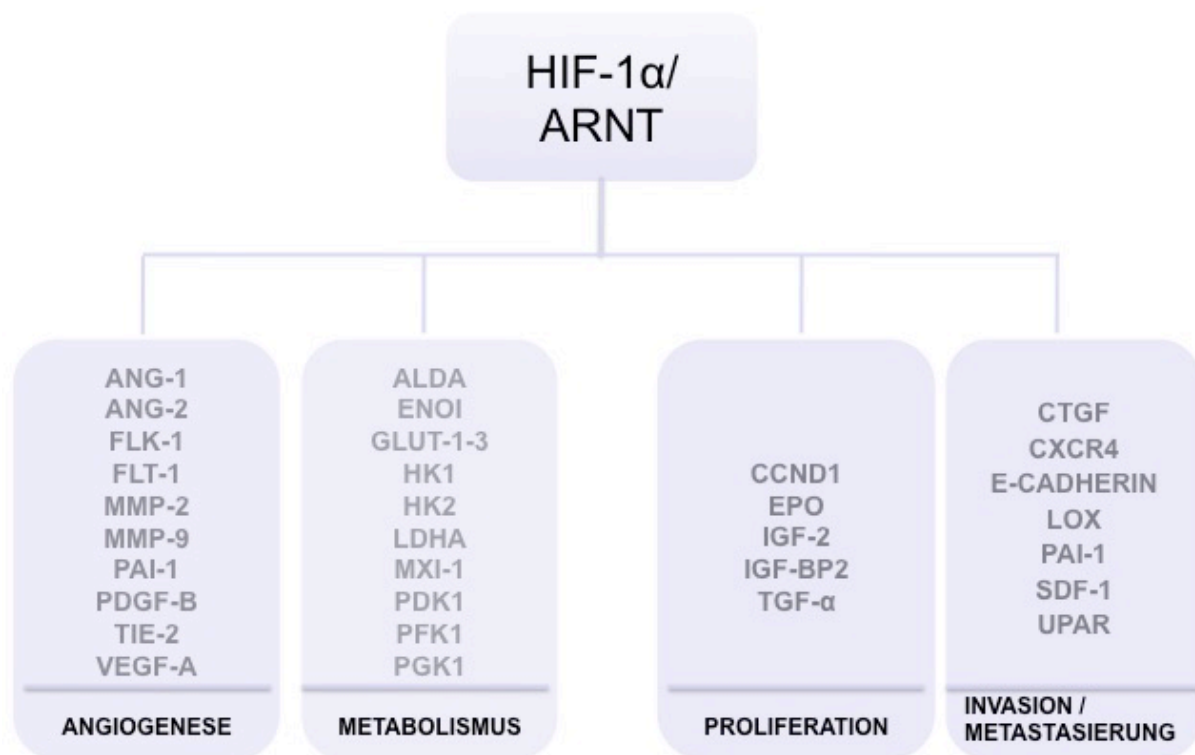 HIF-1α/
ARNT
ANG-1
ANG-2
FLK-1
FLT-1
MMP-2
MMP-9
PAI-1
PDGF-B
TIE-2
VEGF-A
ANGIOGENESE
ALDA
ENOI
GLUT-1-3
HK1
HK2
LDHA
MXI-1
PDK1
PFK1
PGK1
METABOLISMUS
CCND1
EPO
IGF-2
IGF-BP2
TGF-α
PROLIFERATION
CTGF
CXCR4
E-CADHERIN
LOX
PAI-1
SDF-1
UPAR
INVASION /
METASTASIERUNG